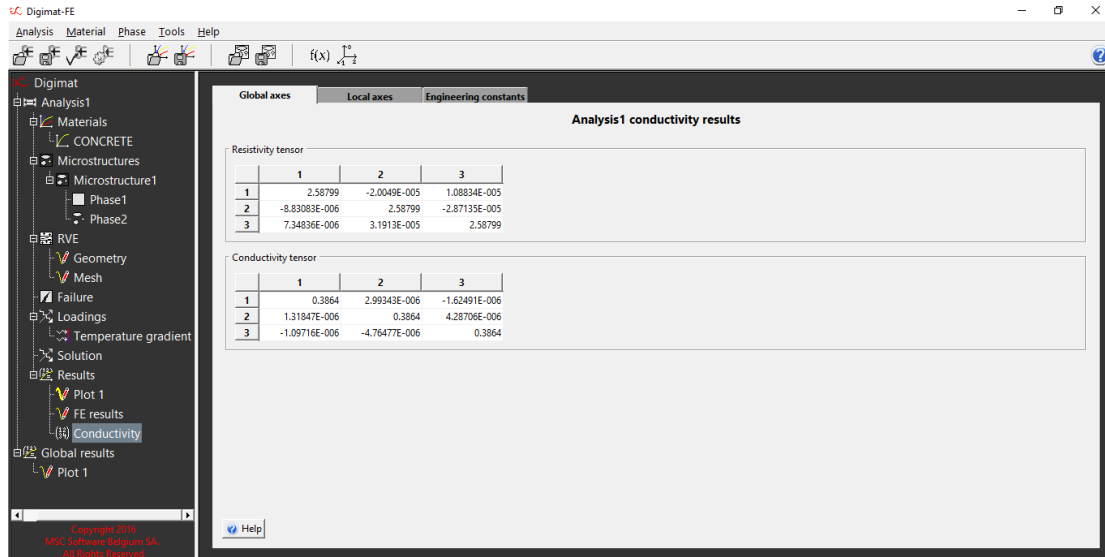 Digimat-FE
Analysis Material Phase Tools Help
f(x)
Digimat
Analysis1
Materials
CONCRETE
Microstructures
Microstructure1
Phase1
Phase2
RVE
Geometry
Mesh
Failure
Loadings
Temperature gradient
Solution
Results
Plot 1
FE results
Conductivity
Global results
Plot 1
Copyright 2016
MSC Software Belgium SA.
All Rights Reserved
Global axes Local axes Engineering constants
Analysis1 conductivity results
Resistivity tensor
1 2 3
1 2.58799 -2.0049E-005 1.08834E-005
2 -8.83083E-006 2.58799 -2.87135E-005
3 7.34836E-006 3.1913E-005 2.58799
Conductivity tensor
1 2 3
1 0.3864 2.99343E-006 -1.62491E-006
2 1.31847E-006 0.3864 4.28706E-006
3 -1.09716E-006 -4.76477E-006 0.3864
Help